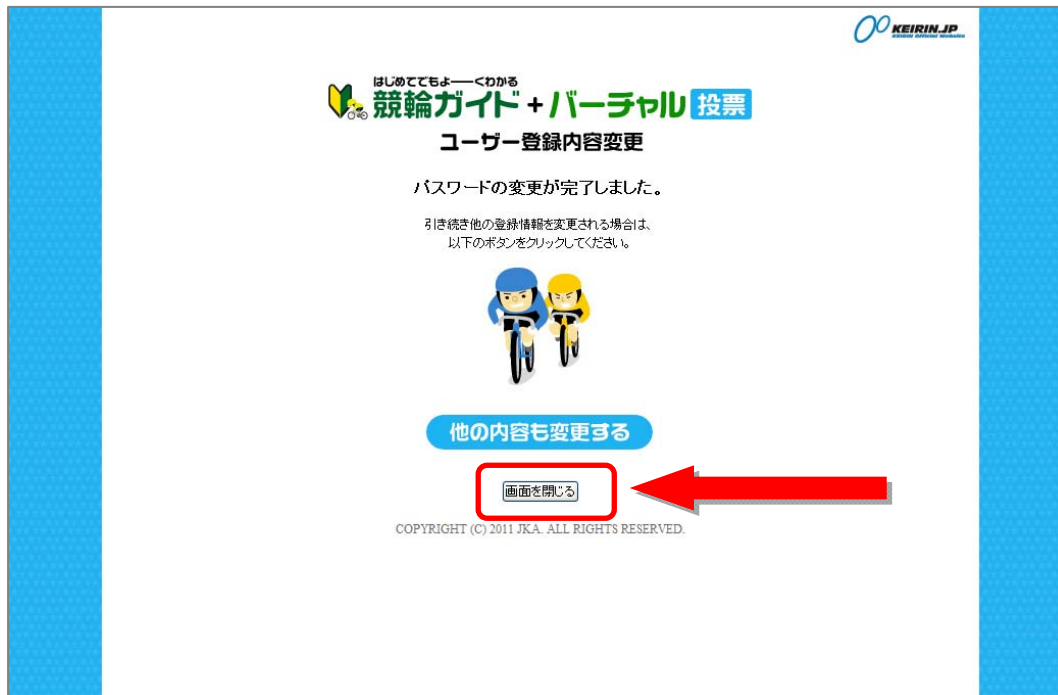 KEIRIN.JP
KEIRIN Official Website
はじめてでもよーーくわかる
競輪ガイド+バーチャル投票
ユーザー登録内容変更
パスワードの変更が完了しました。
引き続き他の登録情報を変更される場合は、
以下のボタンをクリックしてください。
他の内容も変更する
画面を閉じる
COPYRIGHT (C) 2011 JKA. ALL RIGHTS RESERVED.